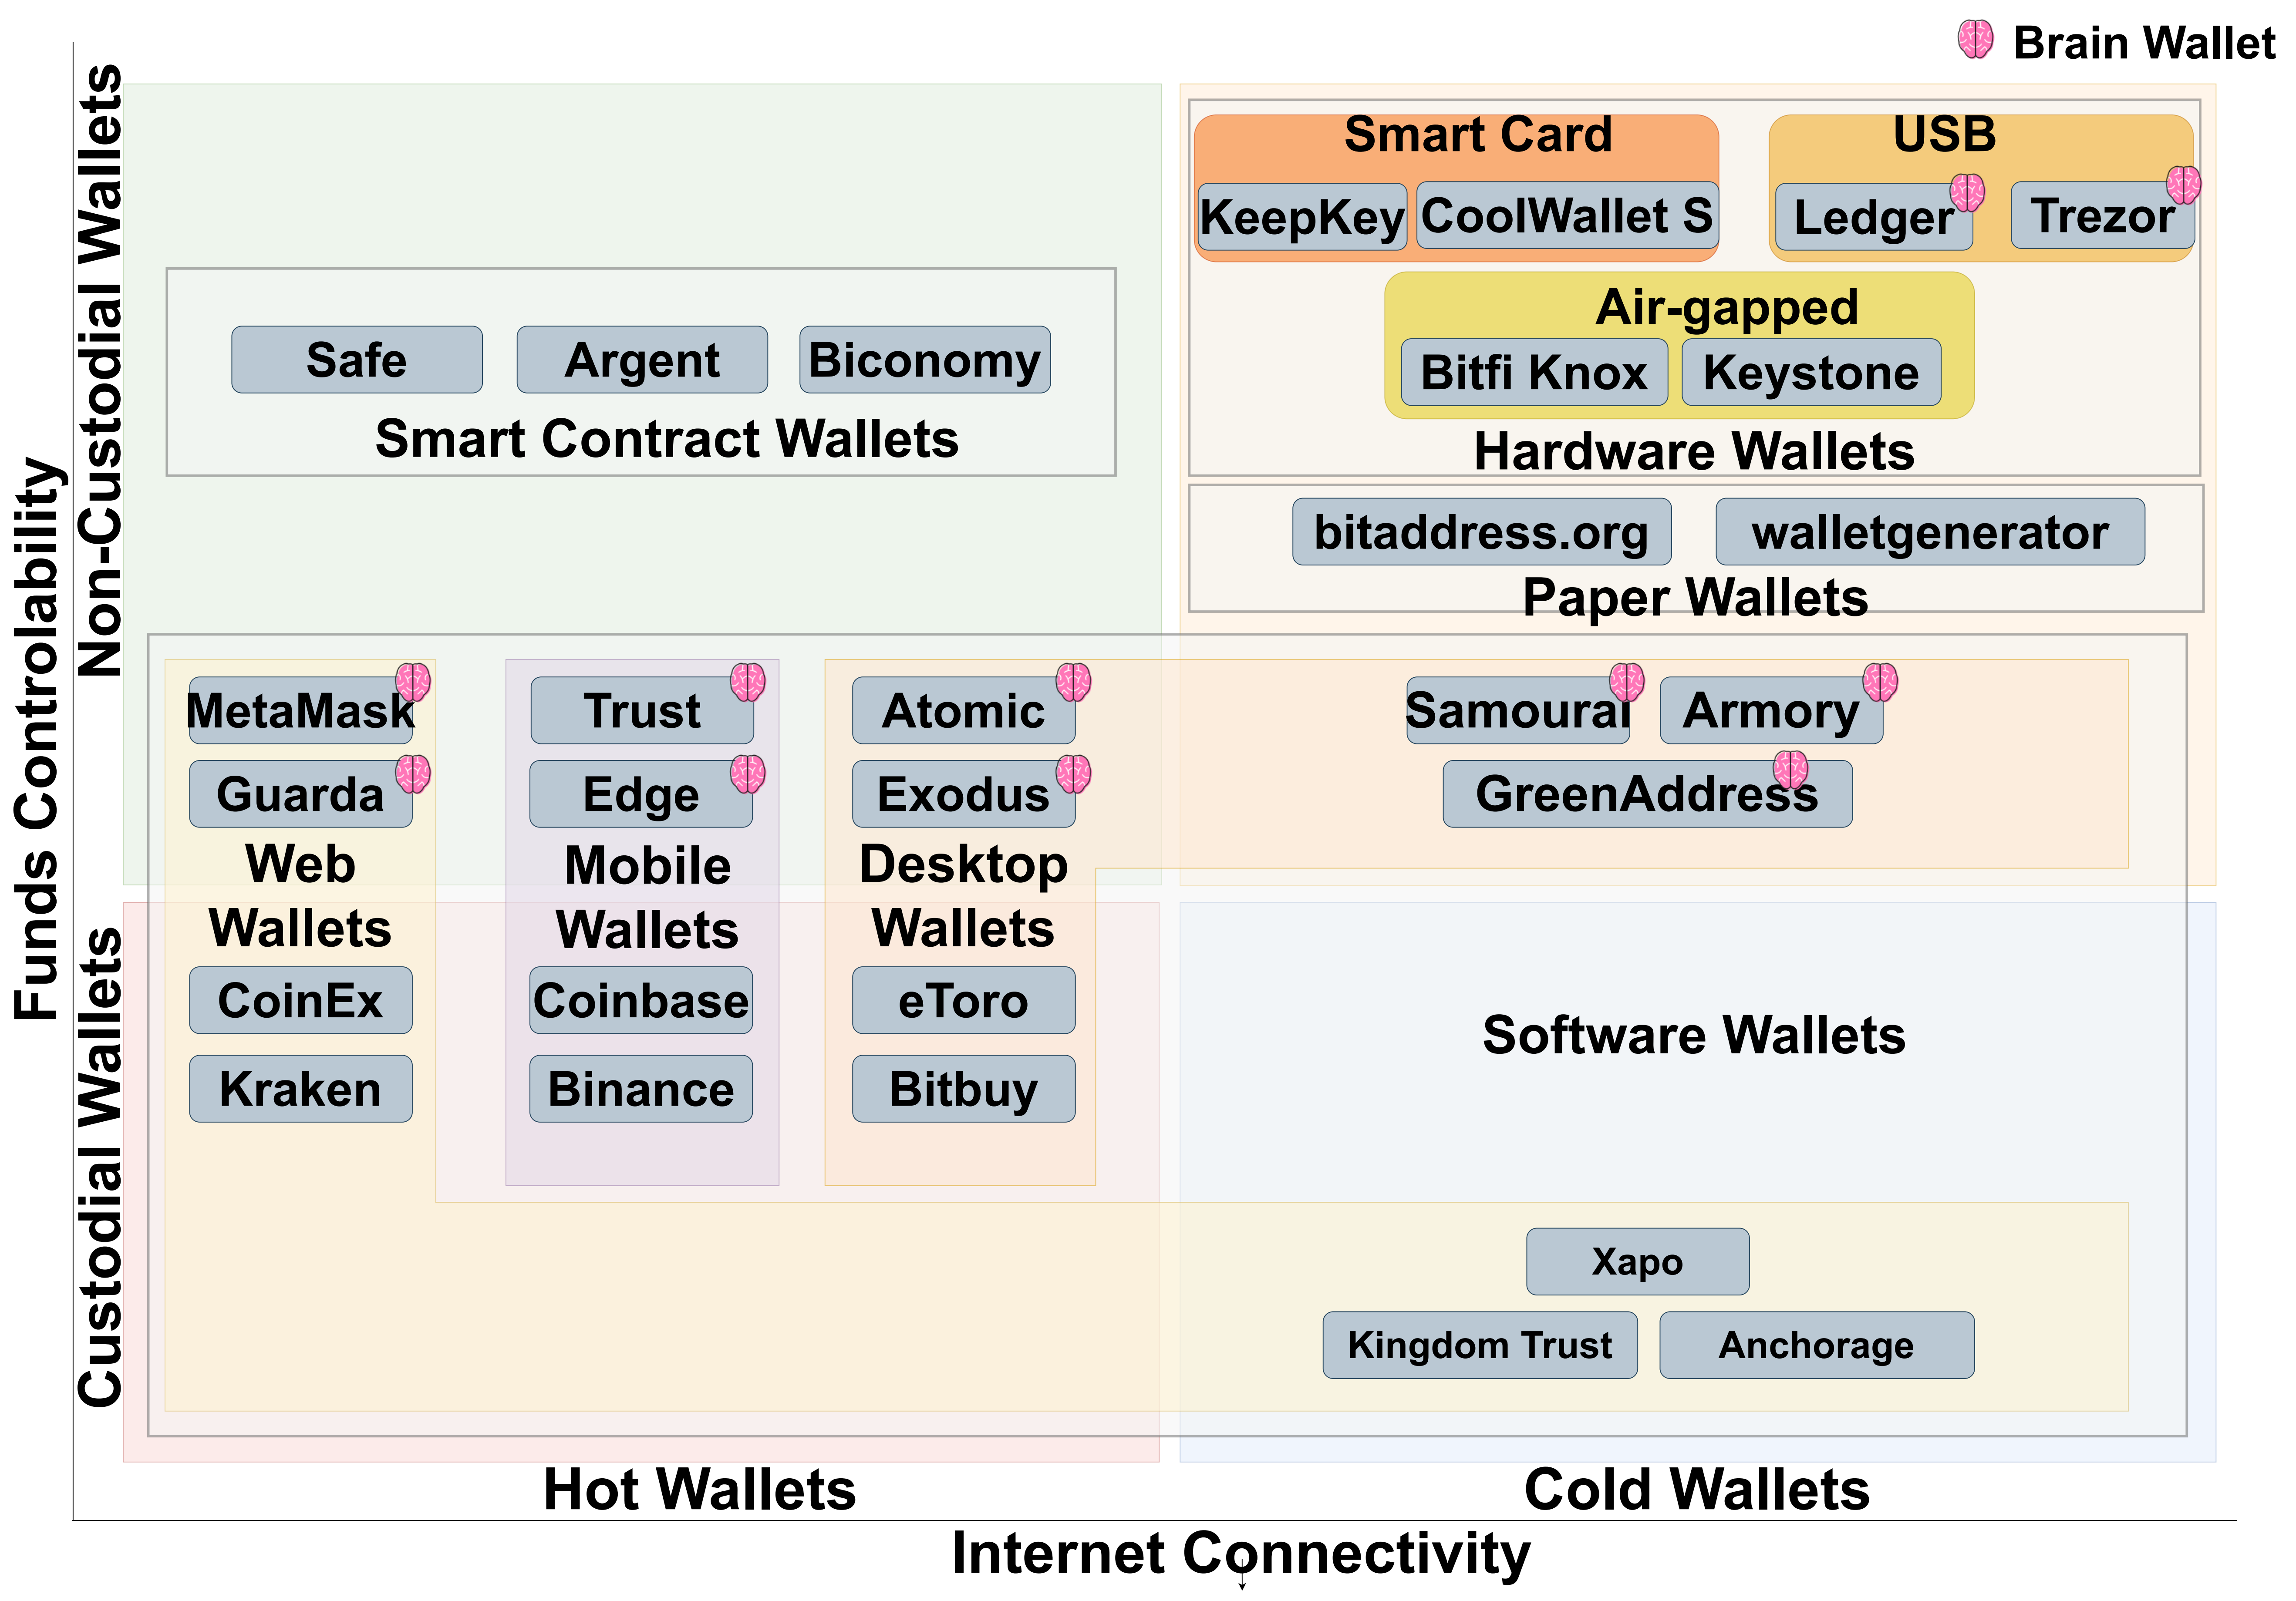 Brain Wallet
Funds Controlability
Non-Custodial Wallets
Custodial Wallets
Smart Card
KeepKey
CoolWallet S
USB
Ledger
Trezor
Air-gapped
Bitfi Knox
Keystone
Hardware Wallets
Safe
Argent
Biconomy
Smart Contract Wallets
bitaddress.org
walletgenerator
Paper Wallets
MetaMask
Guarda
Web
Wallets
CoinEx
Kraken
Trust
Edge
Mobile
Wallets
Coinbase
Binance
Atomic
Exodus
Desktop
Wallets
eToro
Bitbuy
Samourai
Armory
GreenAddress
Software Wallets
Xapo
Kingdom Trust
Anchorage
Hot Wallets
Cold Wallets
Internet Connectivity